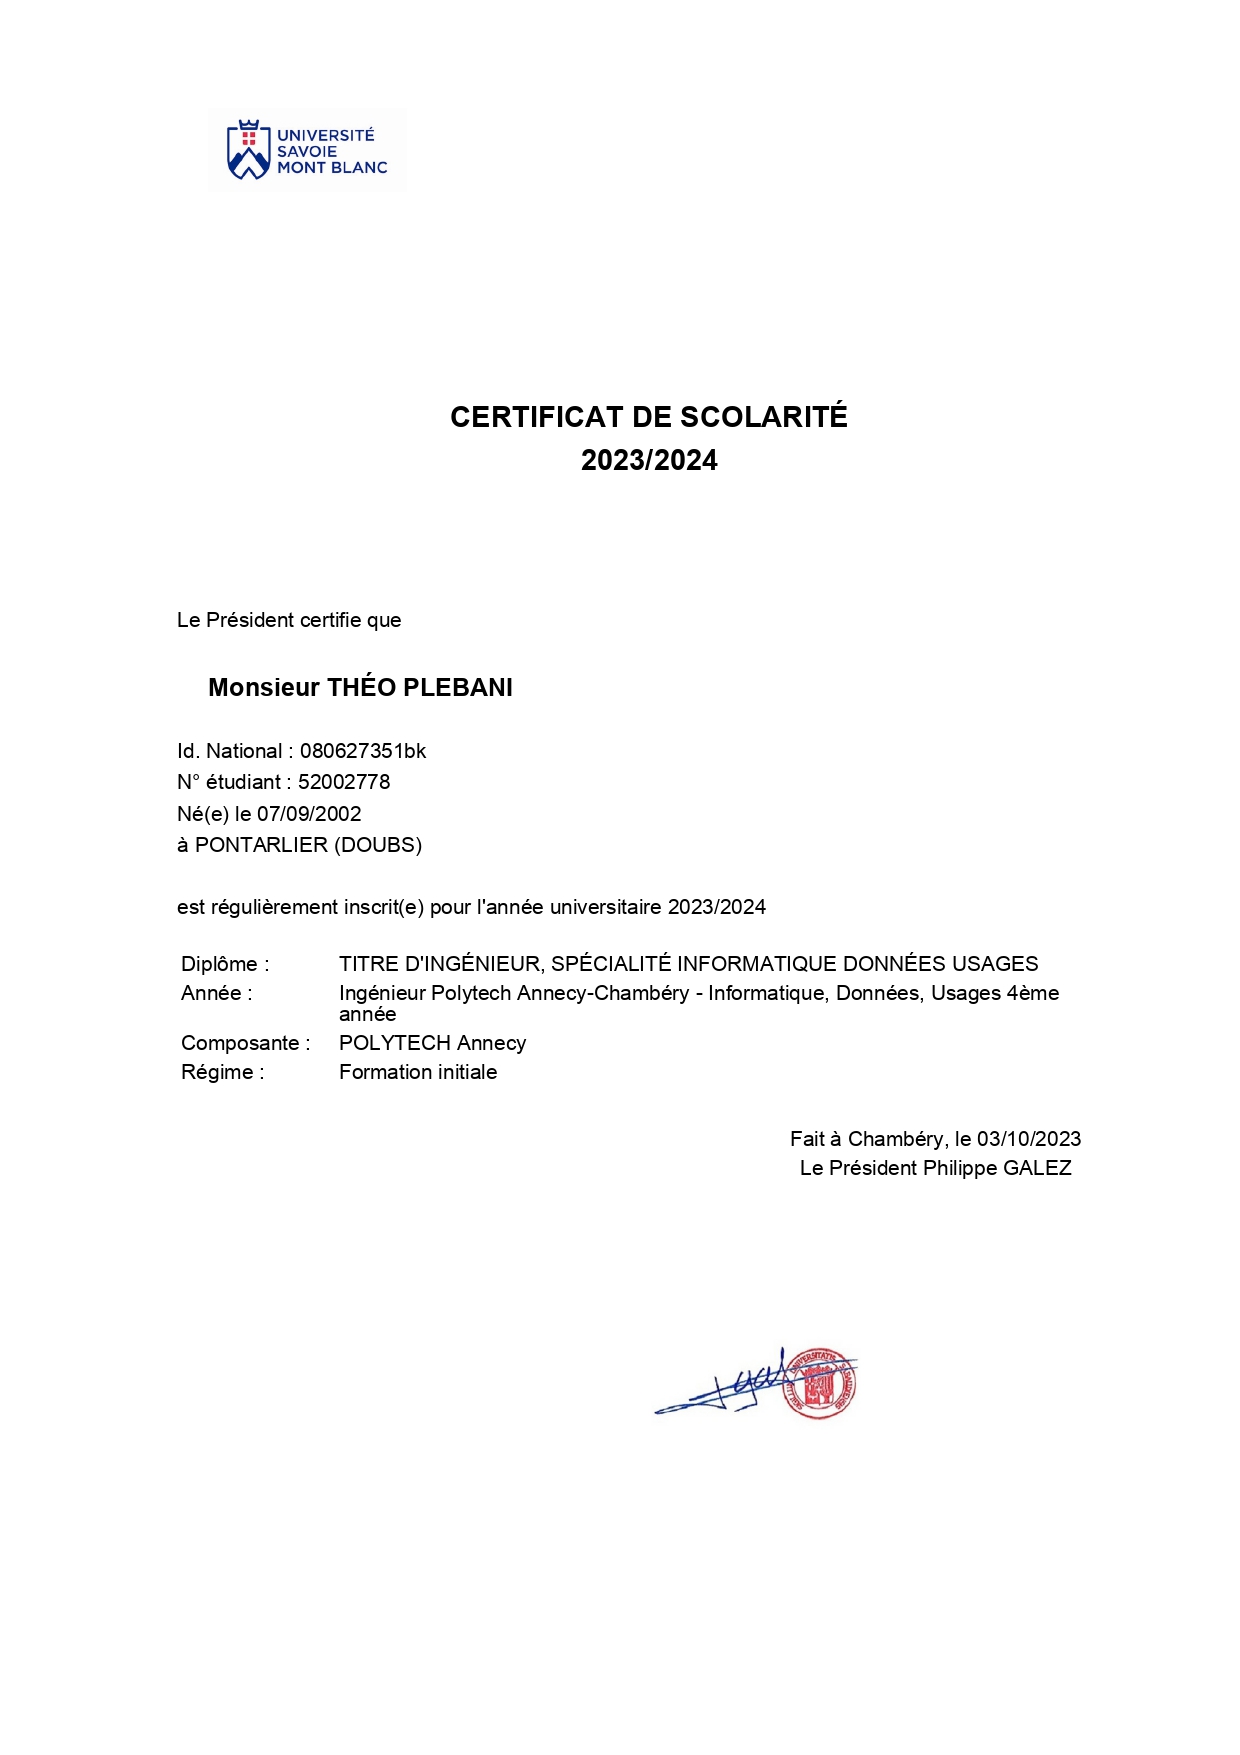 UNIVERSITÉ
SAVOIE
MONT BLANC
CERTIFICAT DE SCOLARITÉ
2023/2024
Le Président certifie que
Monsieur THÉO PLEBANI
Id. National : 080627351bk
N° étudiant : 52002778
Né(e) le 07/09/2002
à PONTARLIER (DOUBS)
est régulièrement inscrit(e) pour l'année universitaire 2023/2024
Diplôme : TITRE D'INGÉNIEUR, SPÉCIALITÉ INFORMATIQUE DONNÉES USAGES
Année : Ingénieur Polytech Annecy-Chambéry - Informatique, Données, Usages 4ème
année
Composante : POLYTECH Annecy
Régime : Formation initiale
Fait à Chambéry, le 03/10/2023
Le Président Philippe GALEZ
UNIVERSITATIS